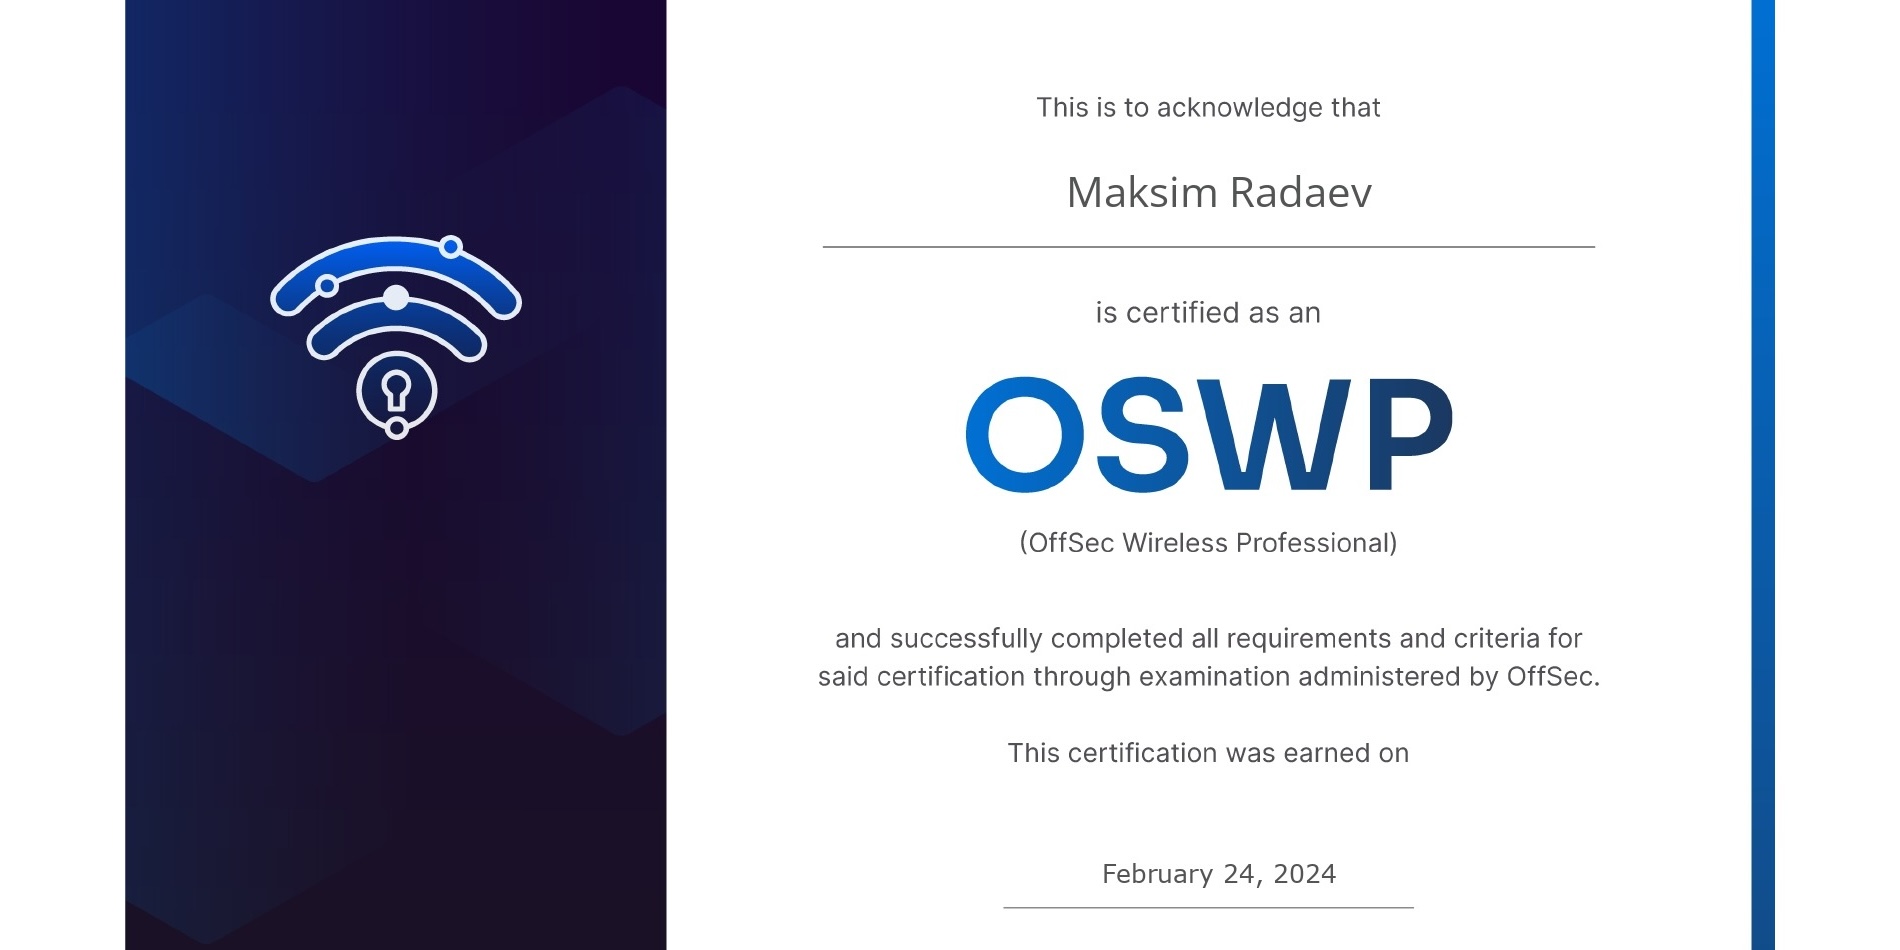 This is to acknowledge that
Maksim Radaev
is certified as an
OSWP
(OffSec Wireless Professional)
and successfully completed all requirements and criteria for
said certification through examination administered by OffSec.
This certification was earned on
February 24, 2024